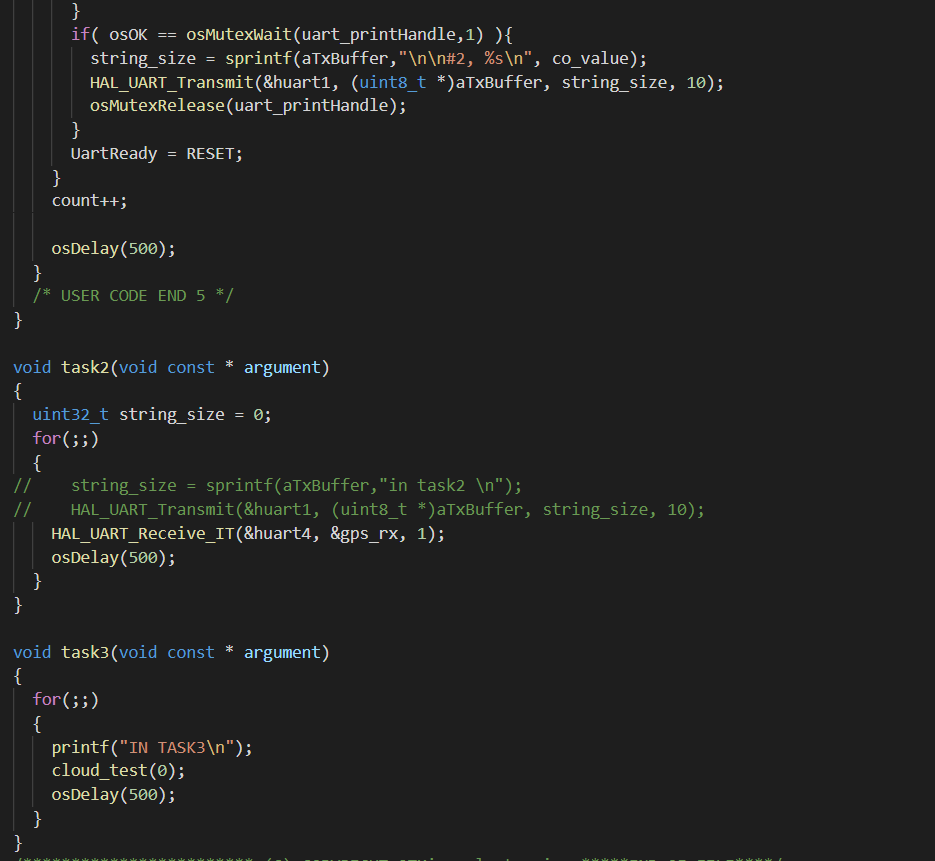 }
if( osOK == osMutexWait(uart_printHandle,1) ){
string_size = sprintf(aTxBuffer,"\n\n#2, %s\n", co_value);
HAL_UART_Transmit(&huart1, (uint8_t *)aTxBuffer, string_size, 10);
osMutexRelease(uart_printHandle);
}
UartReady = RESET;
}
count++;
osDelay(500);
}
/* USER CODE END 5 */
}
void task2(void const * argument)
{
uint32_t string_size = 0;
for(;;)
{
// string_size = sprintf(aTxBuffer,"in task2 \n");
// HAL_UART_Transmit(&huart1, (uint8_t *)aTxBuffer, string_size, 10);
HAL_UART_Receive_IT(&huart4, &gps_rx, 1);
osDelay(500);
}
}
void task3(void const * argument)
{
for(;;)
{
printf("IN TASK3\n");
cloud_test(0);
osDelay(500);
}
}